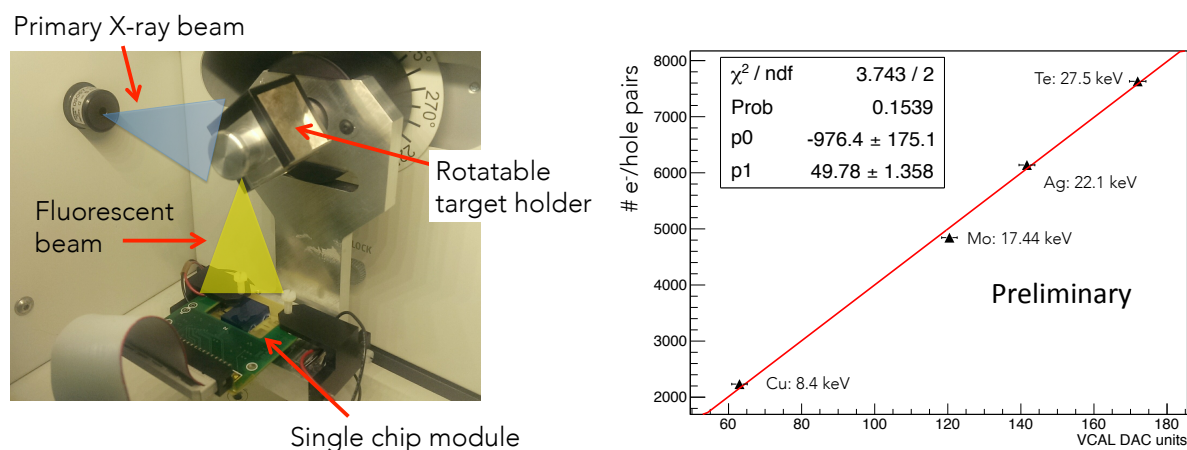 Primary X-ray beam
270°
LOCK
Rotatable
target holder
Fluorescent
beam
Single chip module
# e⁻/hole pairs
8000
7000
6000
5000
4000
3000
2000
χ² / ndf 3.743 / 2
Prob 0.1539
p0 -976.4 ± 175.1
p1 49.78 ± 1.358
Te: 27.5 keV
Ag: 22.1 keV
Mo: 17.44 keV
Preliminary
Cu: 8.4 keV
60 80 100 120 140 160 180
VCAL DAC units